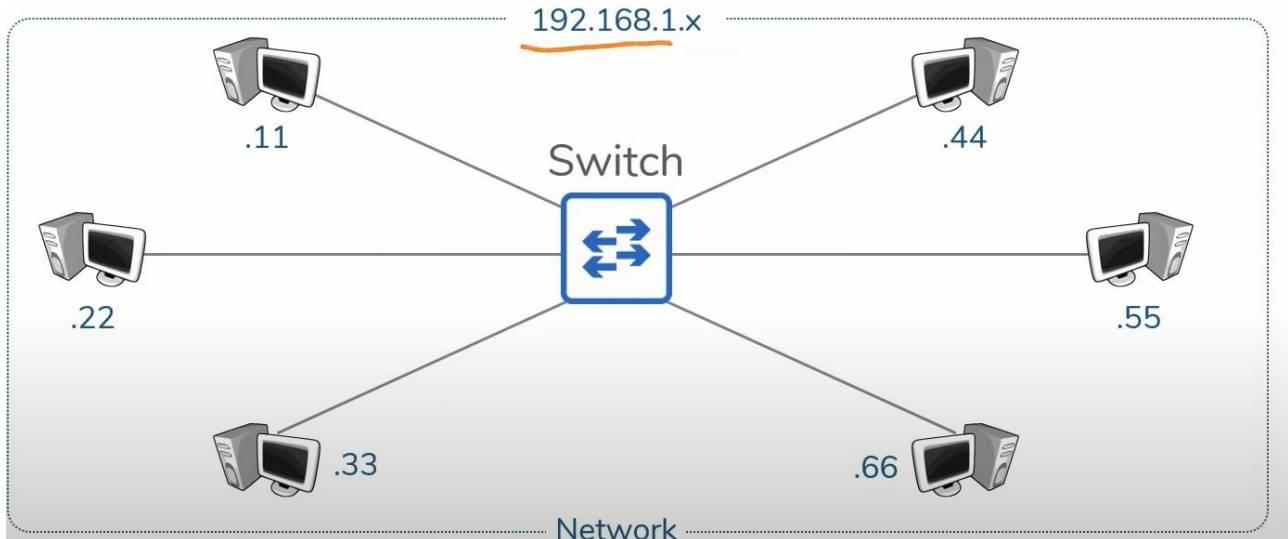 192.168.1.x
.11
.44
Switch
.22
.55
.33
.66
Network